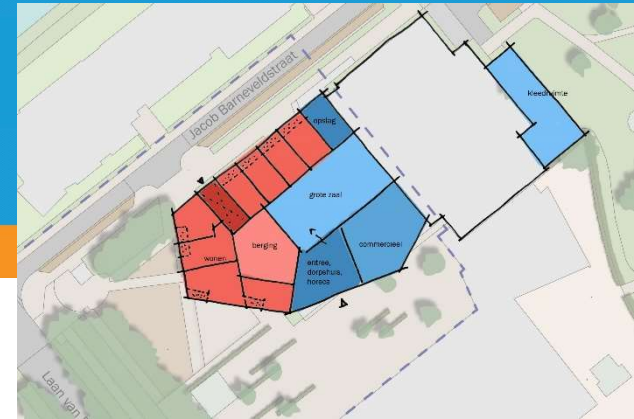 Jacob Barneveldstraat
kleedruimte
opslag
grote zaal
berging
wonen
commercieel
entree,
dorpshuis,
horeca
Laan van